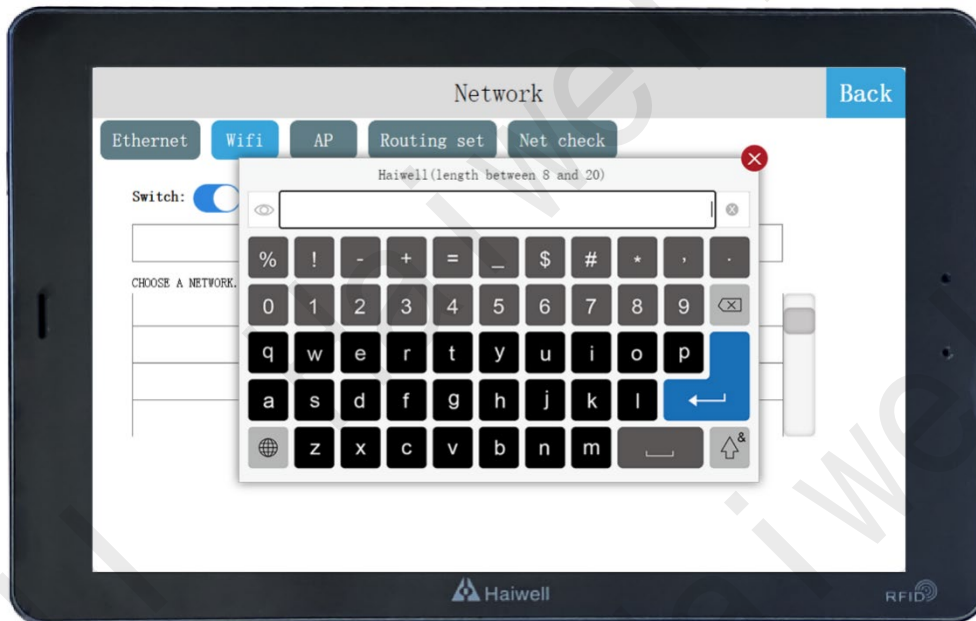 Network
Back
Ethernet
Wifi
AP
Routing set
Net check
Haiwell(length between 8 and 20)
Switch:
% ! - + = _ $ # * , .
CHOOSE A NETWORK.
0 1 2 3 4 5 6 7 8 9
q w e r t y u i o p
a s d f g h j k l
z x c v b n m
&
Haiwell
RFID